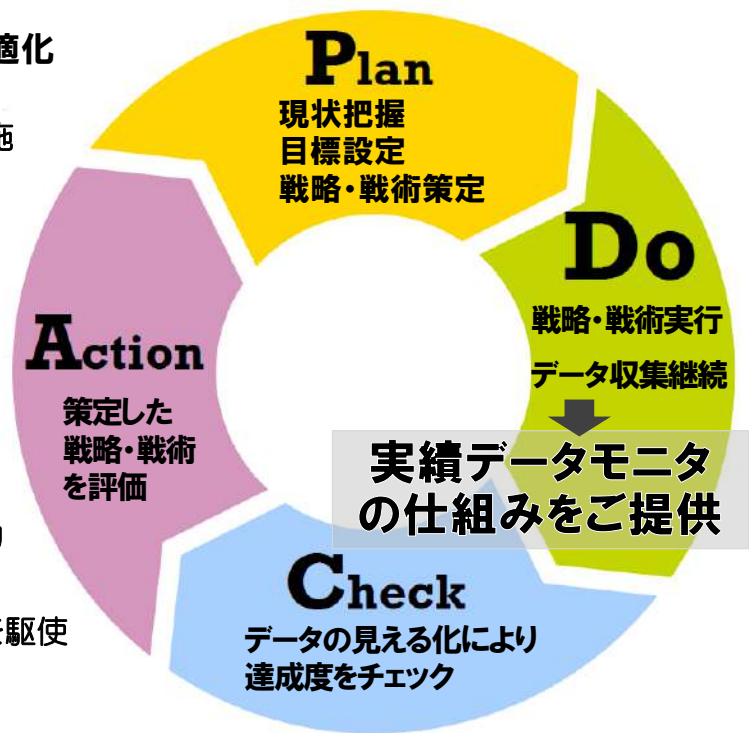 適化
施
Plan
現状把握
目標設定
戦略・戦術策定
Do
戦略・戦術実行
データ収集継続
実績データモニタ
の仕組みをご提供
Action
策定した
戦略・戦術
を評価
Check
データの見える化により
達成度をチェック
駆使